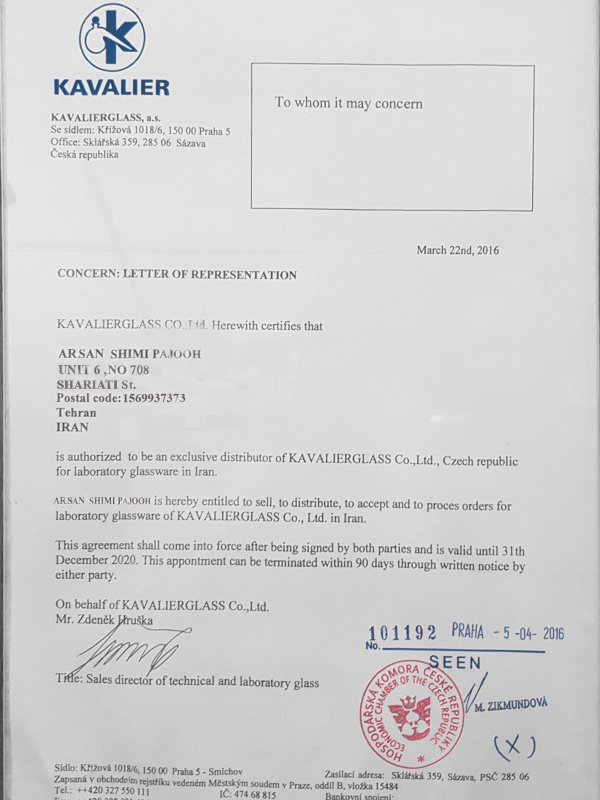 KAVALIER
KAVALIERGLASS, a.s.
Se sídlem: Křížová 1018/6, 150 00 Praha 5
Office: Sklářská 359, 285 06 Sázava
Česká republika
To whom it may concern
March 22nd, 2016
CONCERN: LETTER OF REPRESENTATION
KAVALIERGLASS CO.,Ltd. Herewith certifies that
ARSAN SHIMI PAJOOH
UNIT 6 ,NO 708
SHARIATI St.
Postal code:1569937373
Tehran
IRAN
is authorized to be an exclusive distributor of KAVALIERGLASS Co.,Ltd., Czech republic
for laboratory glassware in Iran.
ARSAN SHIMI PAJOOH is hereby entitled to sell, to distribute, to accept and to proces orders for
laboratory glassware of KAVALIERGLASS Co., Ltd. in Iran.
This agreement shall come into force after being signed by both parties and is valid until 31th
December 2020. This appontment can be terminated within 90 days through written notice by
either party.
On behalf of KAVALIERGLASS Co.,Ltd.
Mr. Zdeněk Hruška
Title: Sales director of technical and laboratory glass
No. 101192 PRAHA - 5 -04- 2016
SEEN
HOSPODÁŘSKÁ KOMORA ČESKÉ REPUBLIKY
ECONOMIC CHAMBER OF THE CZECH REPUBLIC
M. ZIKMUNDOVÁ
(X)
Sídlo: Křížová 1018/6, 150 00 Praha 5 - Smíchov
Zasílací adresa: Sklářská 359, Sázava, PSČ 285 06
Zapsaná v obchodním rejstříku vedeném Městským soudem v Praze, oddíl B, vložka 15484
Tel.: ++420 327 550 111
IČ: 474 68 815
Bankovní spojení: